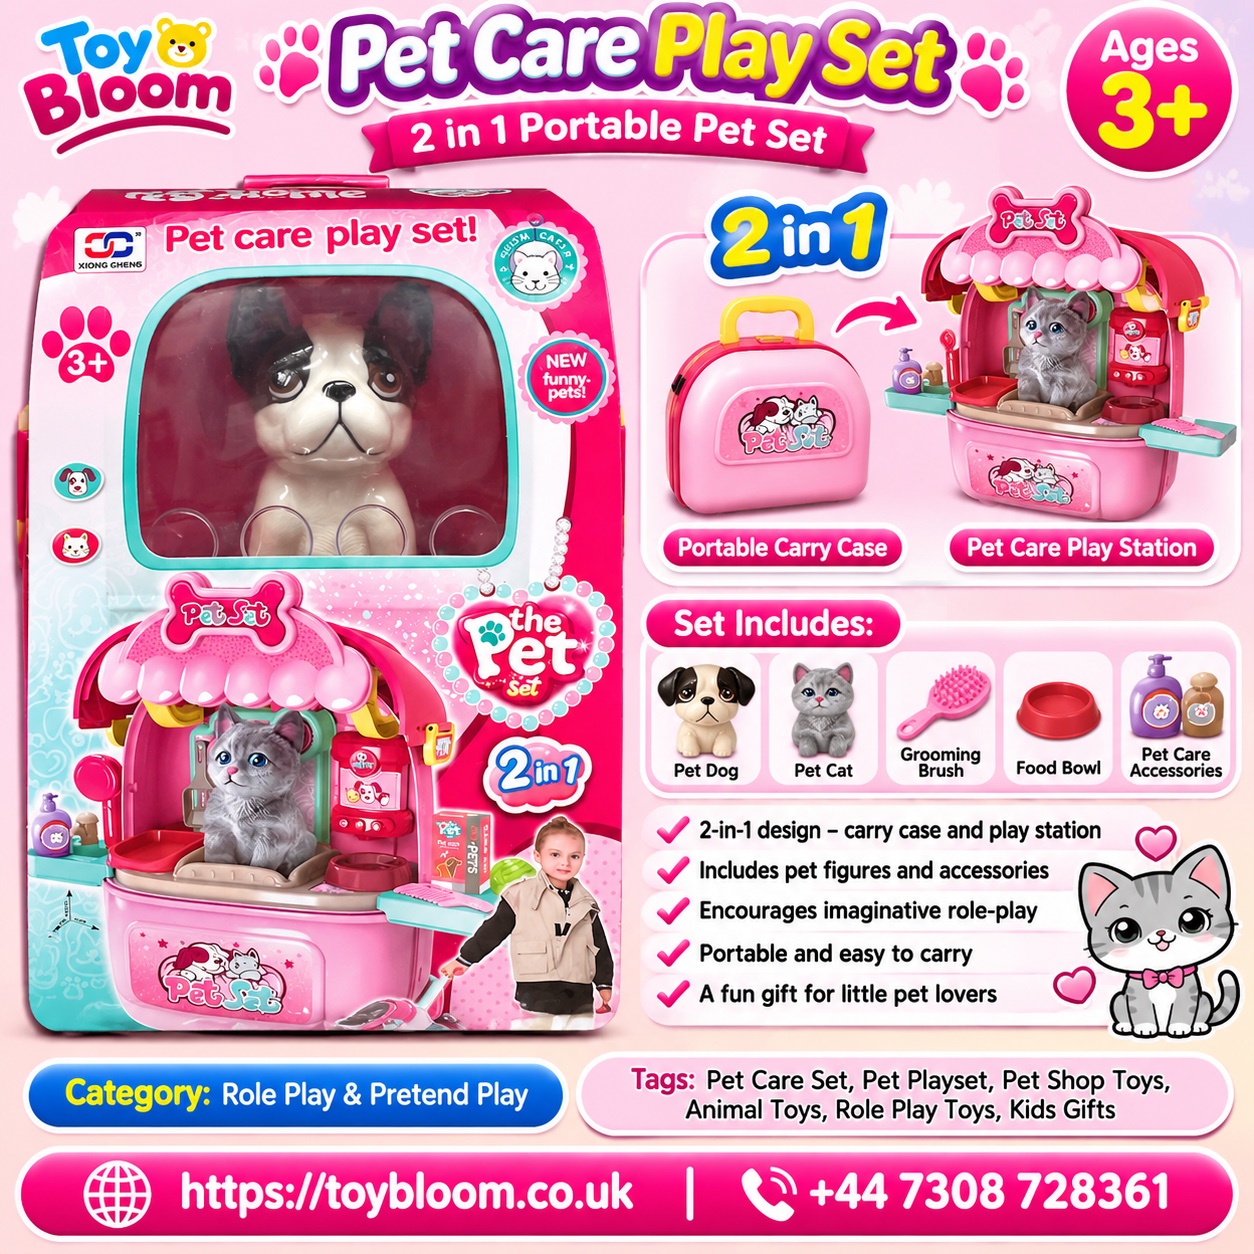 Toy
Bloom
Pet Care Play Set
2 in 1 Portable Pet Set
Ages
3+
XIONG CHENG
Pet care play set!
3+
NEW
funny-
pets!
Pet Set
the
Pet
set
2 in 1
Pet Set
2 in 1
Pet Set
Pet Set
Pet Set
Portable Carry Case
Pet Care Play Station
Set Includes:
Pet Dog
Pet Cat
Grooming
Brush
Food Bowl
Pet Care
Accessories
2-in-1 design – carry case and play station
Includes pet figures and accessories
Encourages imaginative role-play
Portable and easy to carry
A fun gift for little pet lovers
Category: Role Play & Pretend Play
Tags: Pet Care Set, Pet Playset, Pet Shop Toys,
Animal Toys, Role Play Toys, Kids Gifts
https://toybloom.co.uk | +44 7308 728361